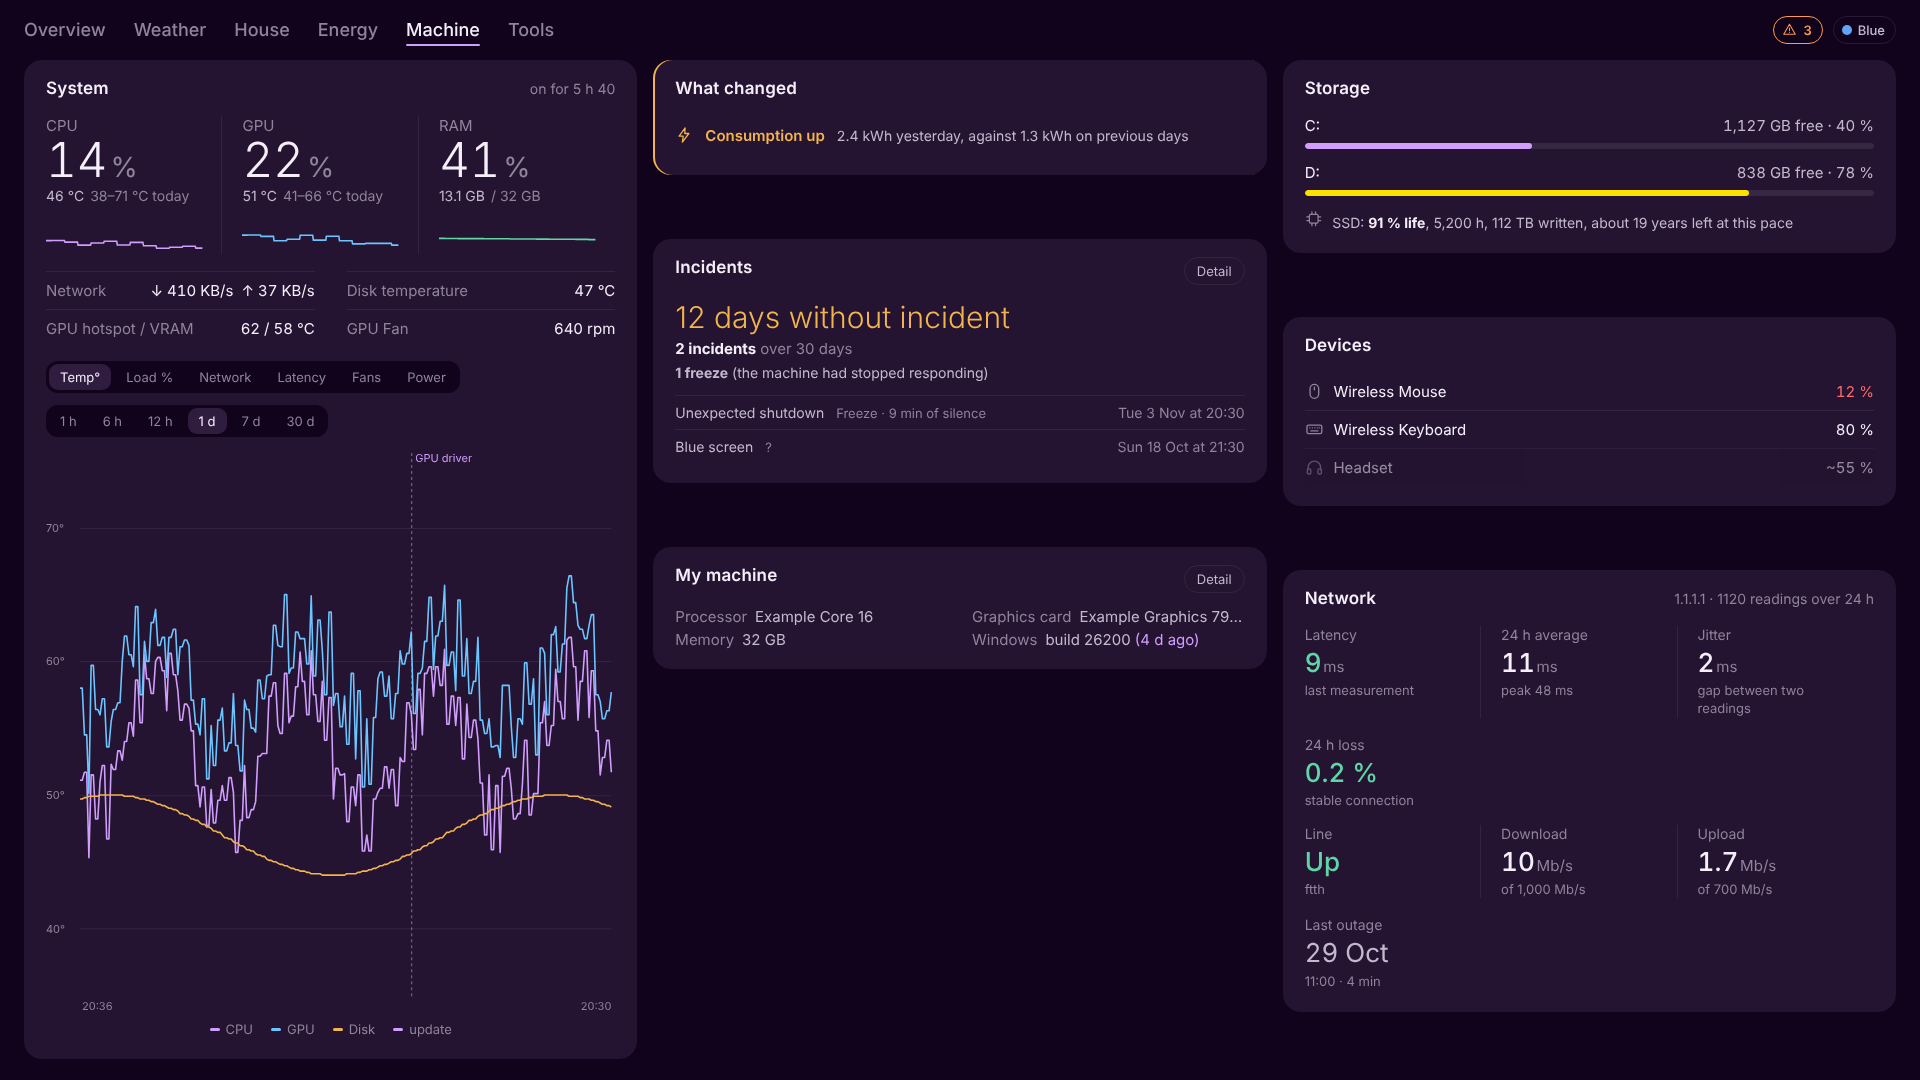 Overview Weather House Energy Machine Tools
3 Blue
System on for 5 h 40
CPU GPU RAM
14 % 22 % 41 %
46 °C 38–71 °C today 51 °C 41–66 °C today 13.1 GB / 32 GB
Network ↓ 410 KB/s ↑ 37 KB/s Disk temperature 47 °C
GPU hotspot / VRAM 62 / 58 °C GPU Fan 640 rpm
Temp° Load % Network Latency Fans Power
1 h 6 h 12 h 1 d 7 d 30 d
GPU driver
70°
60°
50°
40°
20:36 20:30
CPU GPU Disk update
What changed
Consumption up 2.4 kWh yesterday, against 1.3 kWh on previous days
Incidents Detail
12 days without incident
2 incidents over 30 days
1 freeze (the machine had stopped responding)
Unexpected shutdown Freeze · 9 min of silence Tue 3 Nov at 20:30
Blue screen ? Sun 18 Oct at 21:30
My machine Detail
Processor Example Core 16 Graphics card Example Graphics 79...
Memory 32 GB Windows build 26200 (4 d ago)
Storage
C: 1,127 GB free · 40 %
D: 838 GB free · 78 %
SSD: 91 % life, 5,200 h, 112 TB written, about 19 years left at this pace
Devices
Wireless Mouse 12 %
Wireless Keyboard 80 %
Headset ~55 %
Network 1.1.1.1 · 1120 readings over 24 h
Latency 24 h average Jitter
9 ms 11 ms 2 ms
last measurement peak 48 ms gap between two
readings
24 h loss
0.2 %
stable connection
Line Download Upload
Up 10 Mb/s 1.7 Mb/s
ftth of 1,000 Mb/s of 700 Mb/s
Last outage
29 Oct
11:00 · 4 min